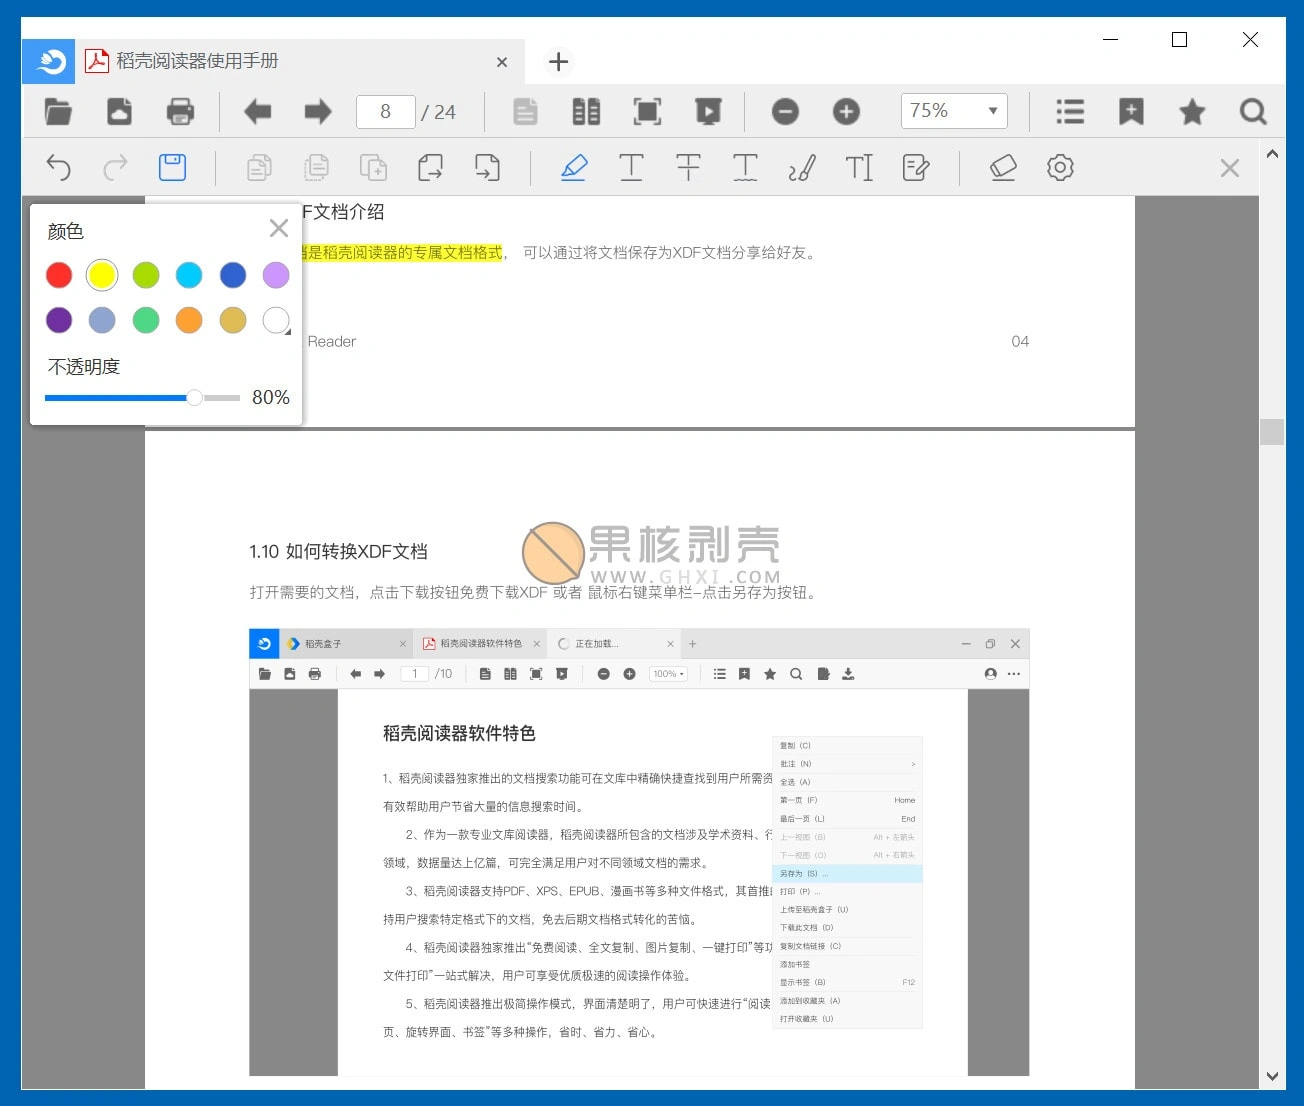 稻壳阅读器使用手册
8 / 24
75%
颜色
不透明度
80%
F文档介绍
是稻壳阅读器的专属文档格式， 可以通过将文档保存为XDF文档分享给好友。
Reader
04
果核剥壳
WWW.GHXI.COM
1.10 如何转换XDF文档
打开需要的文档，点击下载按钮免费下载XDF 或者 鼠标右键菜单栏-点击另存为按钮。
稻壳盒子
稻壳阅读器软件特色
正在加载...
1 /10
100%
稻壳阅读器软件特色
1、稻壳阅读器独家推出的文档搜索功能可在文库中精确快捷查找到用户所需资
有效帮助用户节省大量的信息搜索时间。
2、作为一款专业文库阅读器，稻壳阅读器所包含的文档涉及学术资料、行
领域，数据量达上亿篇，可完全满足用户对不同领域文档的需求。
3、稻壳阅读器支持PDF、XPS、EPUB、漫画书等多种文件格式，其首推
持用户搜索特定格式下的文档，免去后期文档格式转化的苦恼。
4、稻壳阅读器独家推出“免费阅读、全文复制、图片复制、一键打印”等功
文件打印”一站式解决，用户可享受优质极速的阅读操作体验。
5、稻壳阅读器推出极简操作模式，界面清楚明了，用户可快速进行“阅读
页、旋转界面、书签”等多种操作，省时、省力、省心。
复制（C）
批注（N） >
全选（A）
第一页（F） Home
最后一页（L） End
上一视图（B） Alt + 左箭头
下一视图（O） Alt + 右箭头
另存为（S）...
打印（P）...
上传至稻壳盒子（U）
下载此文档（D）
复制文档链接（C）
添加书签
显示书签（B） F12
添加到收藏夹（A）
打开收藏夹（U）